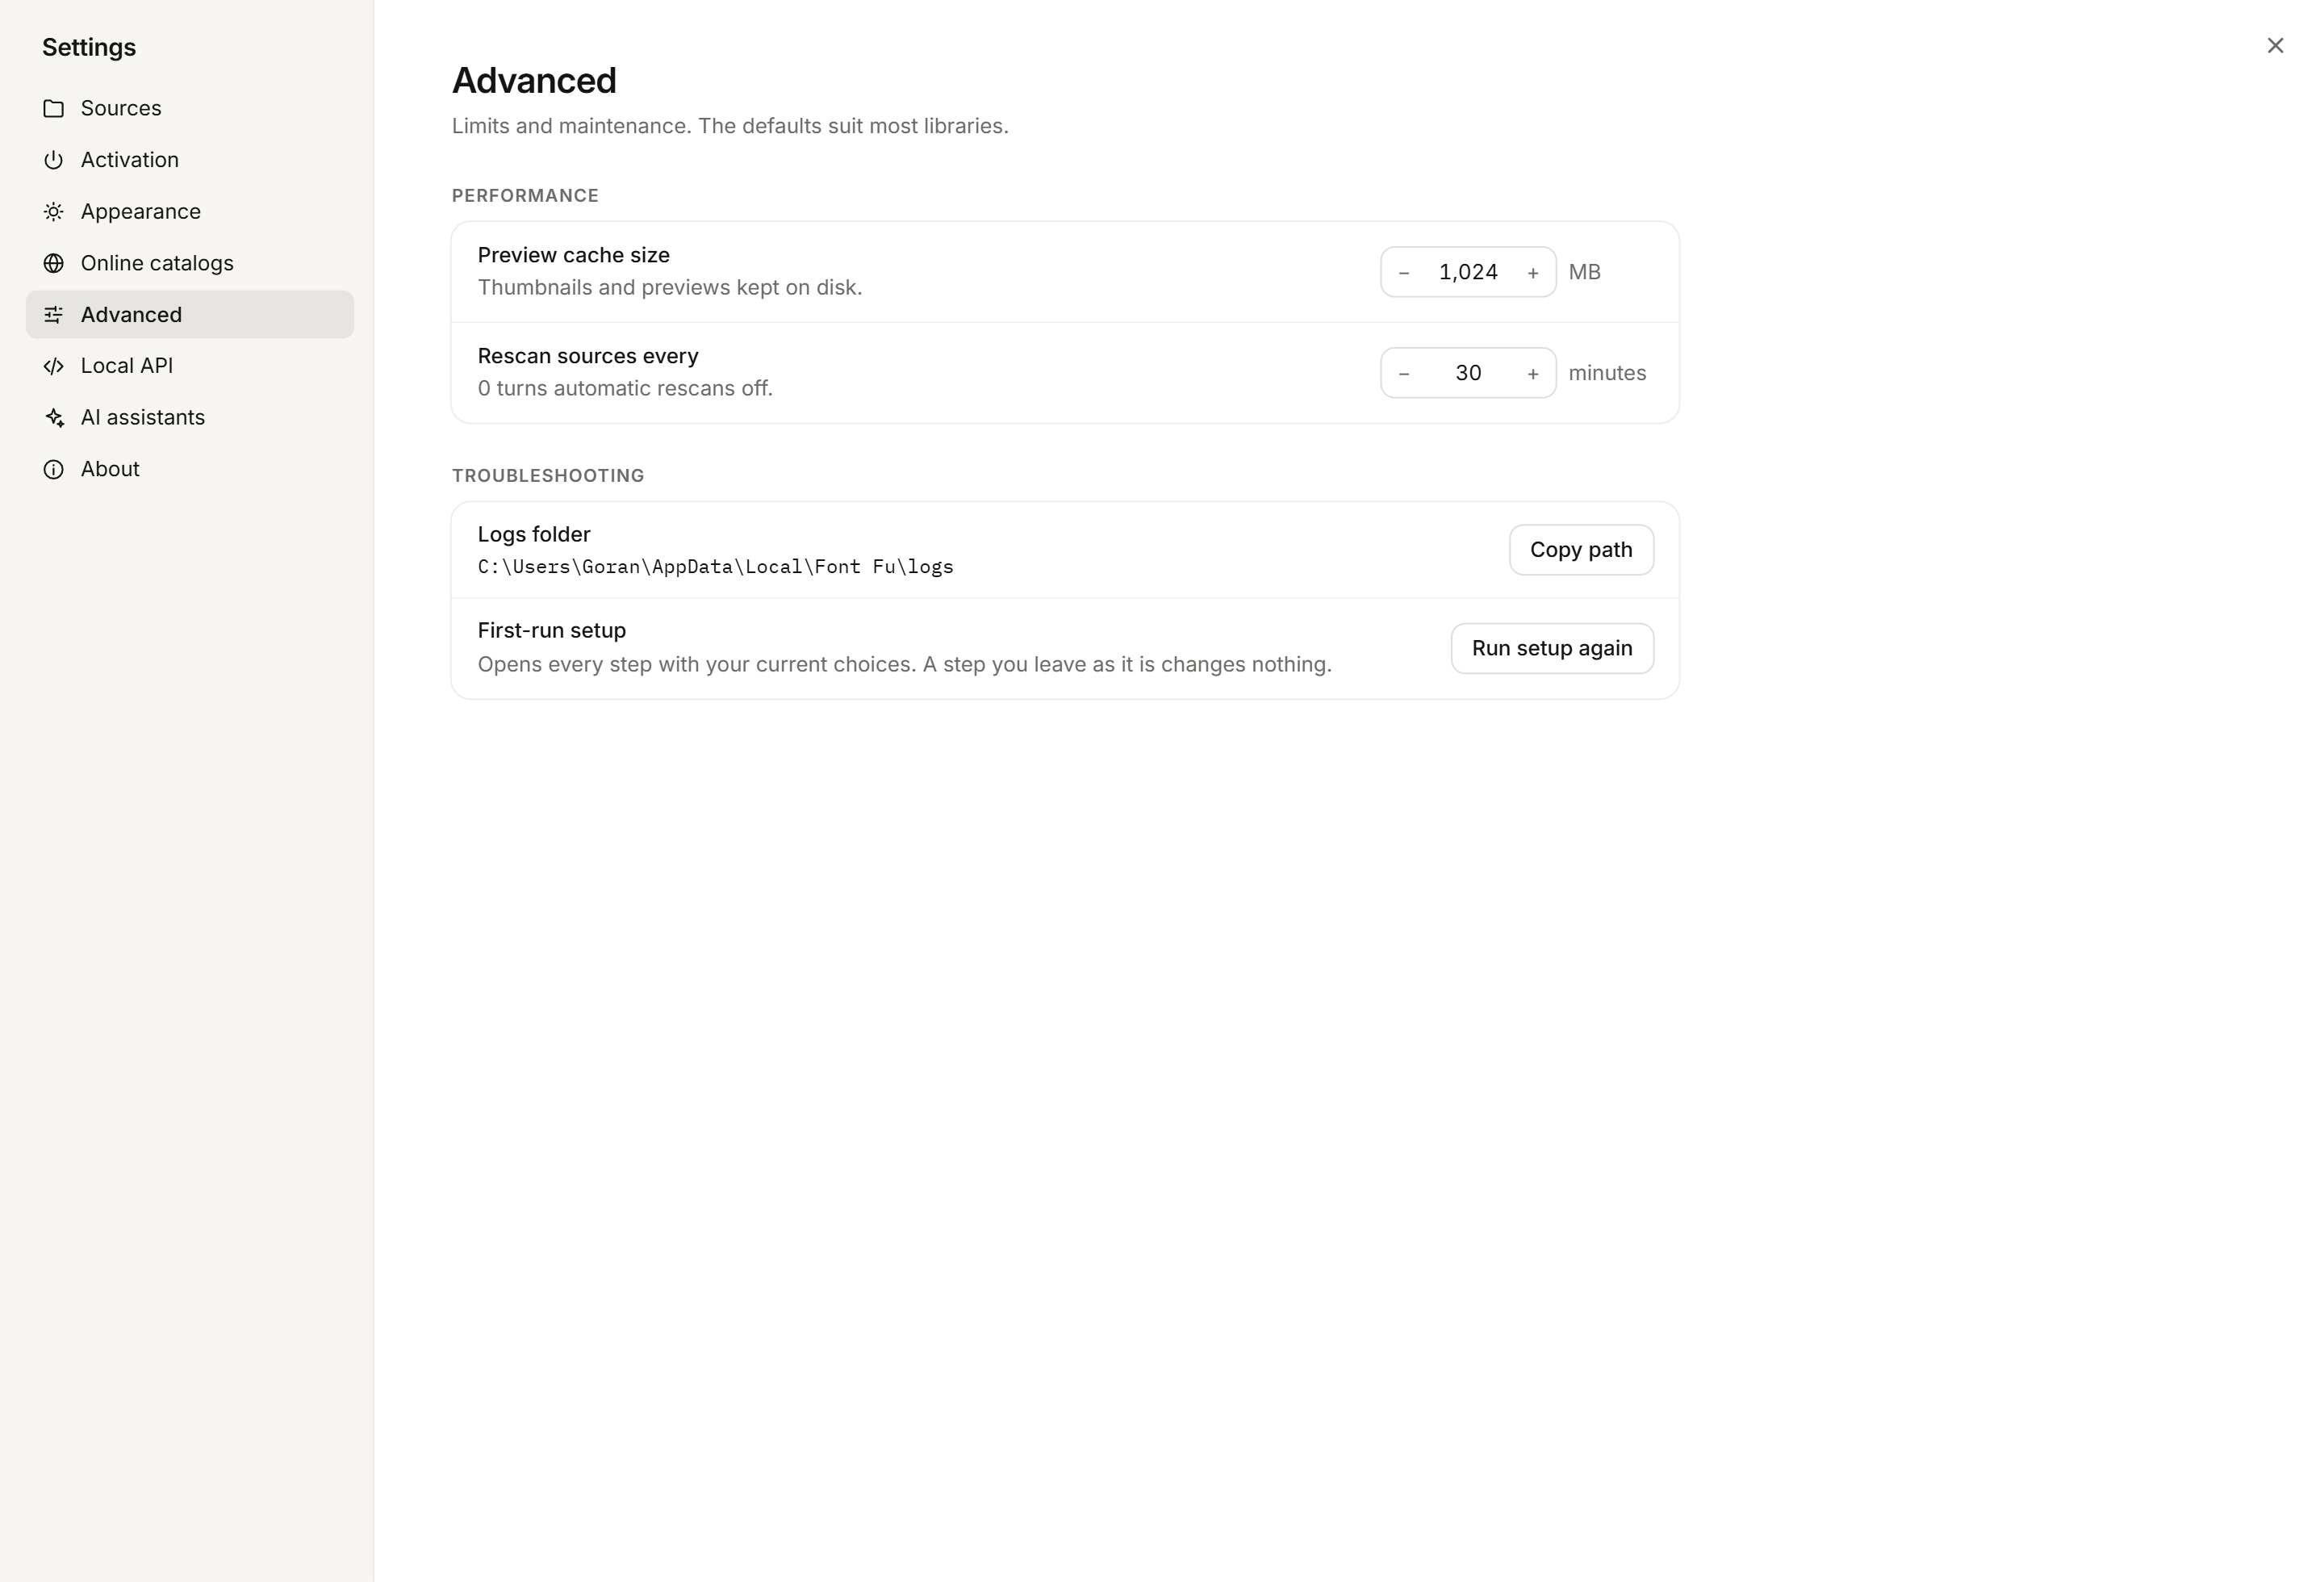 Settings
Sources
Activation
Appearance
Online catalogs
Advanced
Local API
AI assistants
About
Advanced
Limits and maintenance. The defaults suit most libraries.
PERFORMANCE
Preview cache size
Thumbnails and previews kept on disk.
− 1,024 + MB
Rescan sources every
0 turns automatic rescans off.
− 30 + minutes
TROUBLESHOOTING
Logs folder
C:\Users\Goran\AppData\Local\Font Fu\logs
Copy path
First-run setup
Opens every step with your current choices. A step you leave as it is changes nothing.
Run setup again